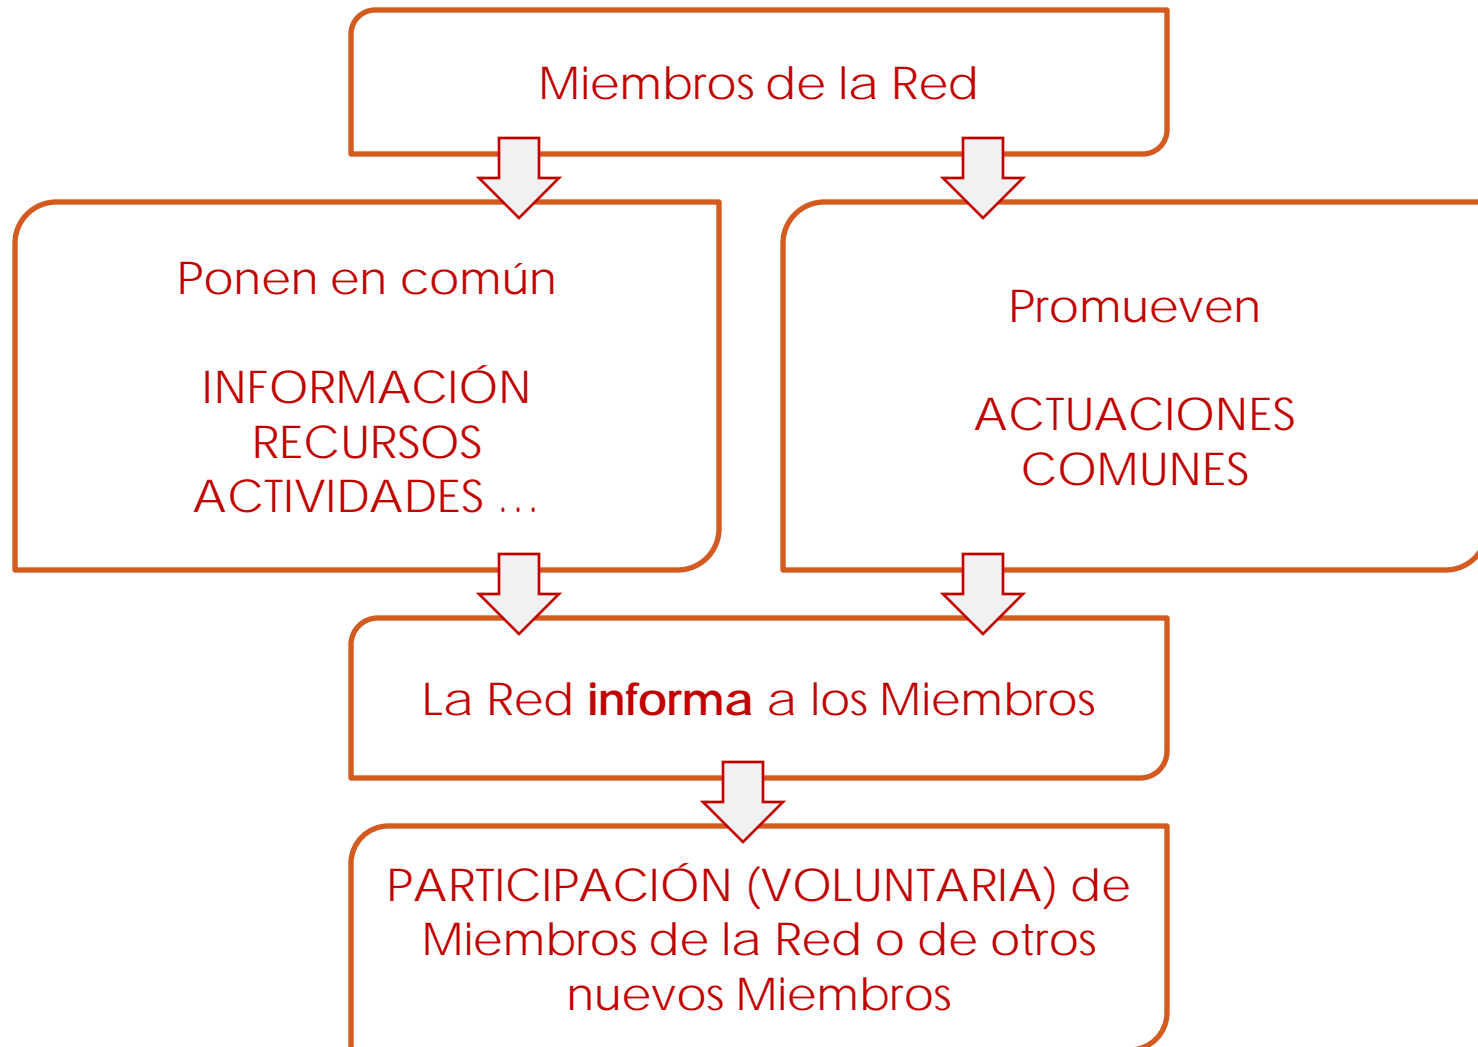 Miembros de la Red
Ponen en común
INFORMACIÓN
RECURSOS
ACTIVIDADES …
Promueven
ACTUACIONES
COMUNES
La Red informa a los Miembros
PARTICIPACIÓN (VOLUNTARIA) de
Miembros de la Red o de otros
nuevos Miembros